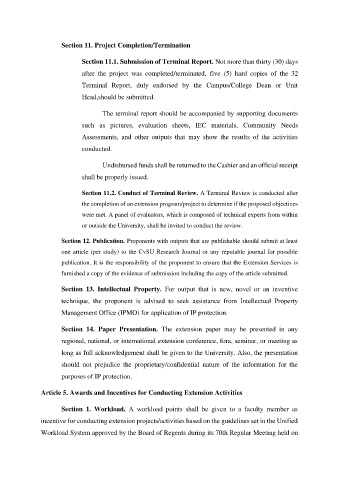 Section 11. Project Completion/Termination
Section 11.1. Submission of Terminal Report. Not more than thirty (30) days
after the project was completed/terminated, five (5) hard copies of the 32
Terminal Report, duly endorsed by the Campus/College Dean or Unit
Head,should be submitted.
The terminal report should be accompanied by supporting documents
such as pictures, evaluation sheets, IEC materials, Community Needs
Assessments, and other outputs that may show the results of the activities
conducted.
Undisbursed funds shall be returned to the Cashier and an official receipt
shall be properly issued.
Section 11.2. Conduct of Terminal Review. A Terminal Review is conducted after
the completion of an extension program/project to determine if the proposed objectives
were met. A panel of evaluators, which is composed of technical experts from within
or outside the University, shall be invited to conduct the review.
Section 12. Publication. Proponents with outputs that are publishable should submit at least
one article (per study) to the CvSU Research Journal or any reputable journal for possible
publication. It is the responsibility of the proponent to ensure that the Extension Services is
furnished a copy of the evidence of submission including the copy of the article submitted.
Section 13. Intellectual Property. For output that is new, novel or an inventive
technique, the proponent is advised to seek assistance from Intellectual Property
Management Office (IPMO) for application of IP protection.
Section 14. Paper Presentation. The extension paper may be presented in any
regional, national, or international extension conference, fora, seminar, or meeting as
long as full acknowledgement shall be given to the University. Also, the presentation
should not prejudice the proprietary/confidential nature of the information for the
purposes of IP protection.
Article 5. Awards and Incentives for Conducting Extension Activities
Section 1. Workload. A workload points shall be given to a faculty member as
incentive for conducting extension projects/activities based on the guidelines set in the Unified
Workload System approved by the Board of Regents during its 70th Regular Meeting held on